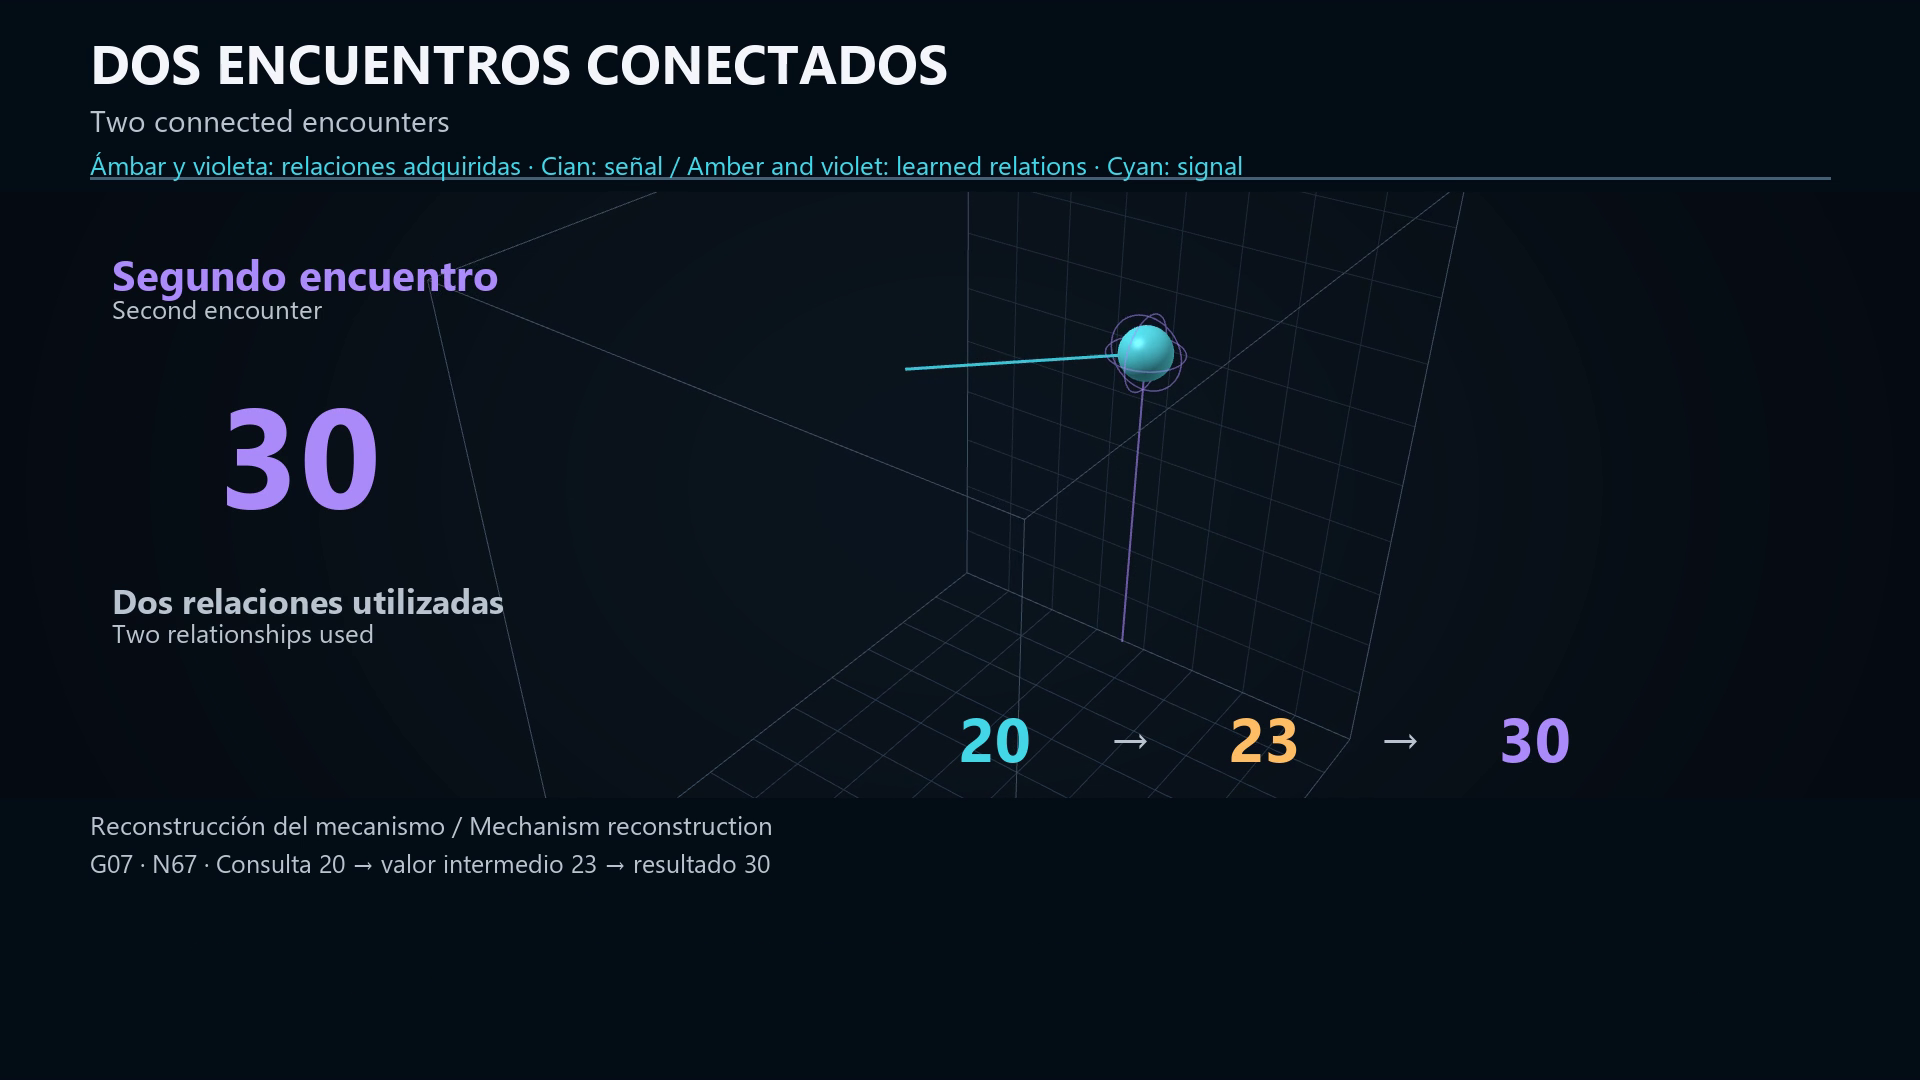 DOS ENCUENTROS CONECTADOS
Two connected encounters
Ámbar y violeta: relaciones adquiridas · Cian: señal / Amber and violet: learned relations · Cyan: signal
Segundo encuentro
Second encounter
30
Dos relaciones utilizadas
Two relationships used
20 → 23 → 30
Reconstrucción del mecanismo / Mechanism reconstruction
G07 · N67 · Consulta 20 → valor intermedio 23 → resultado 30